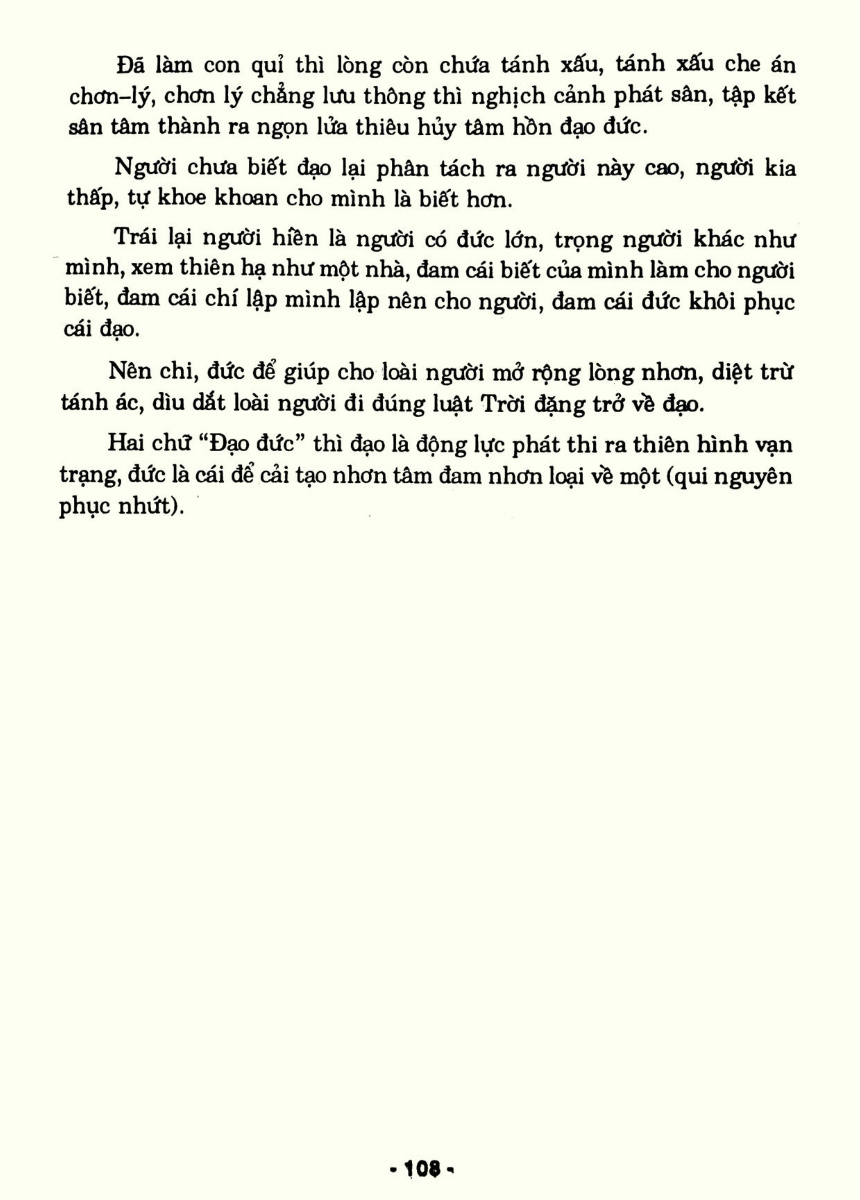 Đã làm con quỉ thì lòng còn chứa tánh xấu, tánh xấu che án
chơn-lý, chơn lý chẳng lưu thông thì nghịch cảnh phát sân, tập kết
sân tâm thành ra ngọn lửa thiêu hủy tâm hồn đạo đức.
Người chưa biết đạo lại phân tách ra người này cao, người kia
thấp, tự khoe khoan cho mình là biết hơn.
Trái lại người hiền là người có đức lớn, trọng người khác như
mình, xem thiên hạ như một nhà, đam cái biết của mình làm cho người
biết, đam cái chí lập mình lập nên cho người, đam cái đức khôi phục
cái đạo.
Nên chi, đức để giúp cho loài người mở rộng lòng nhơn, diệt trừ
tánh ác, dìu dắt loài người đi đúng luật Trời đặng trở về đạo.
Hai chữ “Đạo đức” thì đạo là động lực phát thi ra thiên hình vạn
trạng, đức là cái để cải tạo nhơn tâm đam nhơn loại về một (qui nguyên
phục nhứt).
- 108 -